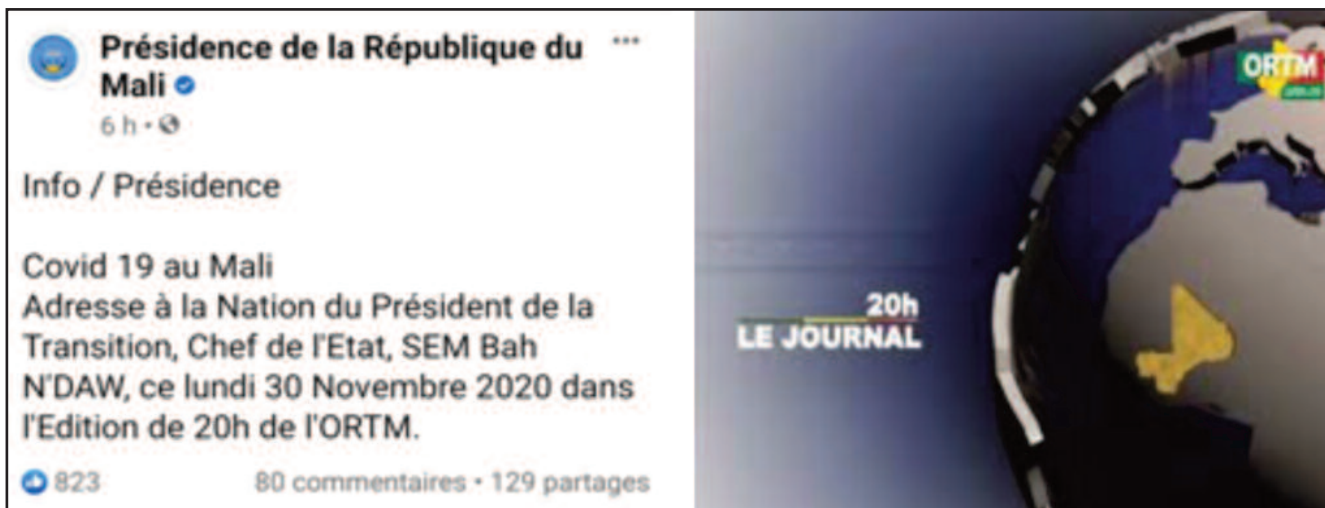 Présidence de la République du
Mali
6 h
Info / Présidence
Covid 19 au Mali
Adresse à la Nation du Président de la
Transition, Chef de l'Etat, SEM Bah
N'DAW, ce lundi 30 Novembre 2020 dans
l'Edition de 20h de l'ORTM.
823
80 commentaires • 129 partages
ORTM
20h
LE JOURNAL